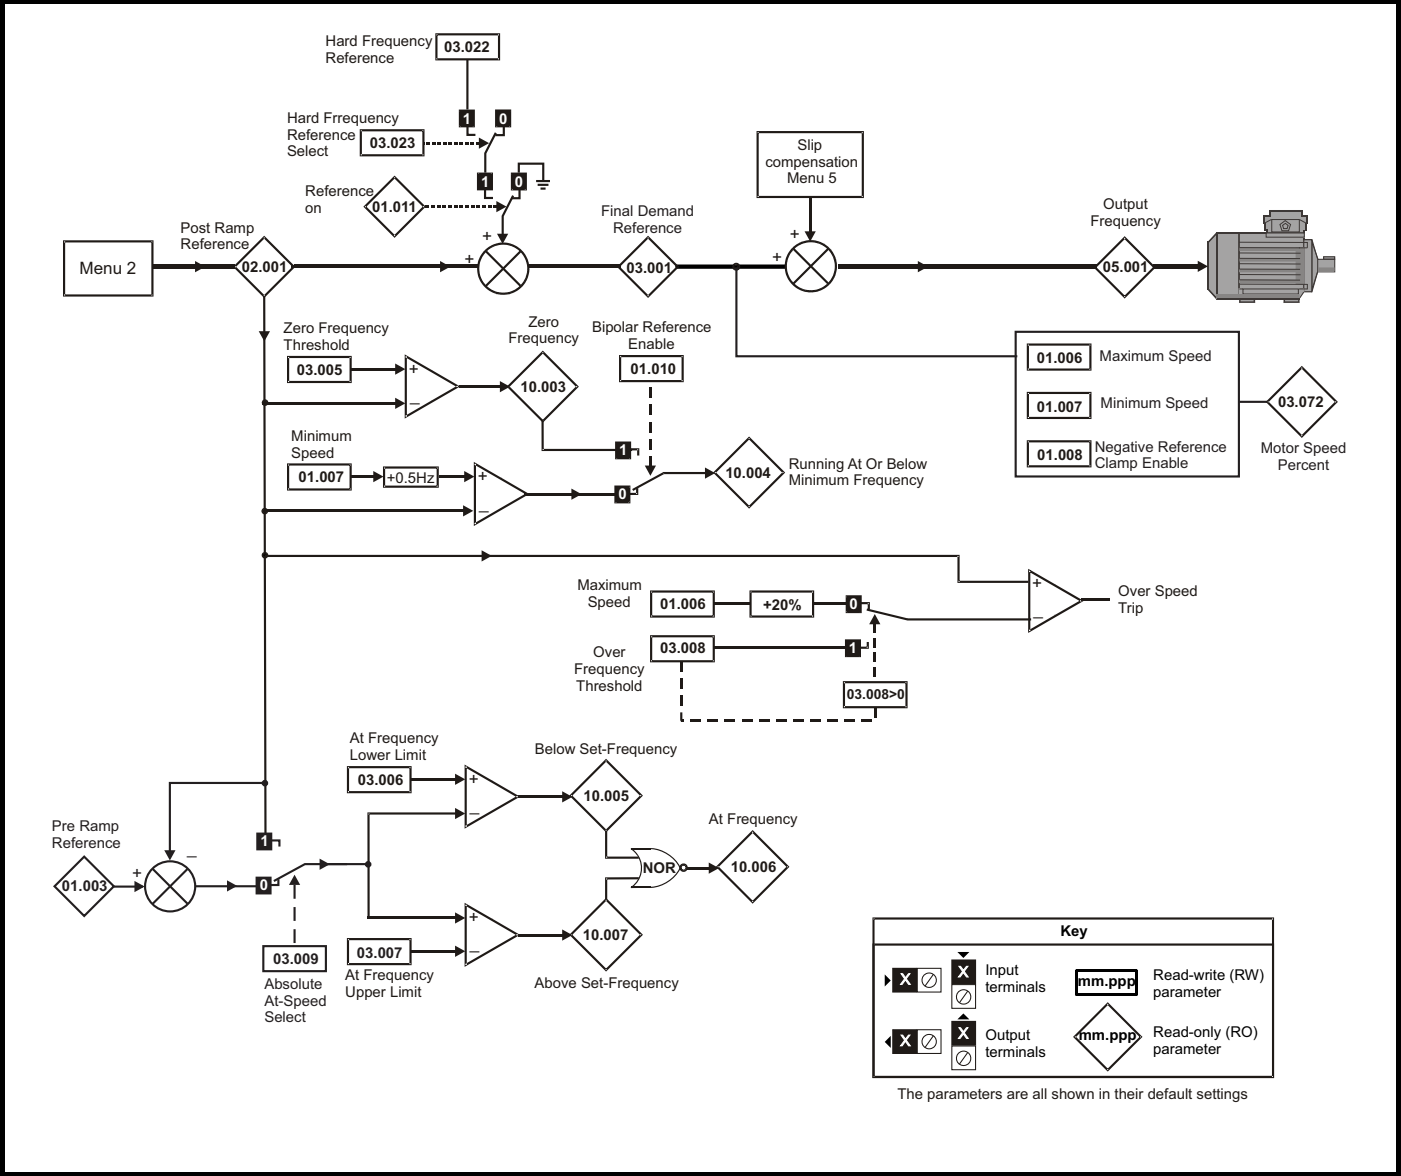 Hard Frequency
Reference
03.022
1 0
Hard Frrequency
Reference
Select
03.023
1 0
Reference
on
01.011
Slip
compensation
Menu 5
Post Ramp
Reference
Final Demand
Reference
Output
Frequency
Menu 2
02.001
+
+
03.001
+
+
05.001
Zero Frequency
Threshold
03.005
+
–
Zero
Frequency
10.003
Bipolar Reference
Enable
01.010
01.006 Maximum Speed
01.007 Minimum Speed
01.008 Negative Reference
Clamp Enable
03.072
Motor Speed
Percent
Minimum
Speed
01.007
+0.5Hz
+
–
1
0
10.004
Running At Or Below
Minimum Frequency
Maximum
Speed
01.006
+20%
0
Over
Frequency
Threshold
03.008
1
03.008>0
+
–
Over Speed
Trip
At Frequency
Lower Limit
03.006
+
–
Below Set-Frequency
10.005
Pre Ramp
Reference
01.003
+
–
1
0
03.009
Absolute
At-Speed
Select
NOR
At Frequency
10.006
+
–
03.007
At Frequency
Upper Limit
10.007
Above Set-Frequency
Key
X
X
Input
terminals
mm.ppp
Read-write (RW)
parameter
X
X
Output
terminals
mm.ppp
Read-only (RO)
parameter
The parameters are all shown in their default settings